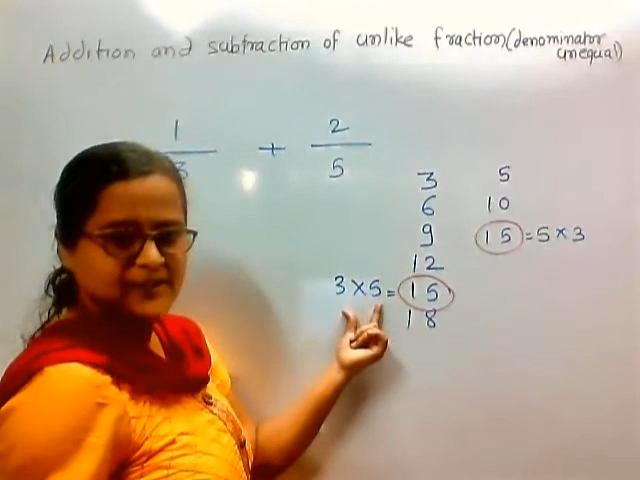 Addition and subtraction of unlike fraction(denominator
unequal)
1/3 + 2/5
3 5
6 10
9 15 = 5 × 3
12
3 × 5 = 15
18